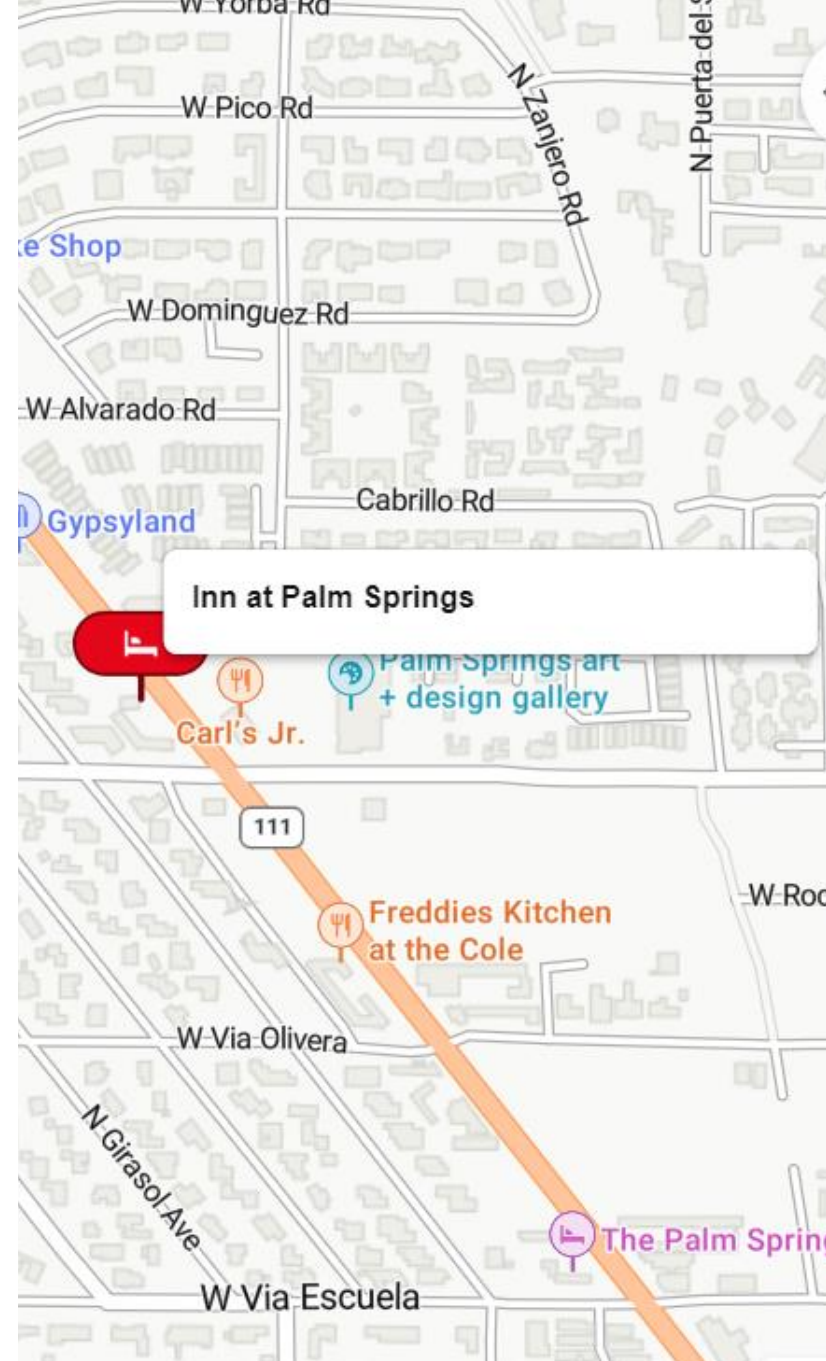 W Yorba Rd
N Puerta del S
W Pico Rd
N Zanjero Rd
ke Shop
W Dominguez Rd
W Alvarado Rd
Cabrillo Rd
Gypsyland
Inn at Palm Springs
Palm Springs art
+ design gallery
Carl's Jr.
111
W Roc
Freddies Kitchen
at the Cole
W Via Olivera
N Girasol Ave
The Palm Spring
W Via Escuela